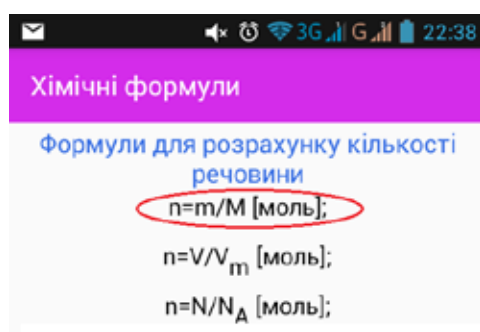 3G G 22:38
Хімічні формули
Формули для розрахунку кількості
речовини
n=m/M [моль];
n=V/Vm [моль];
n=N/NA [моль];